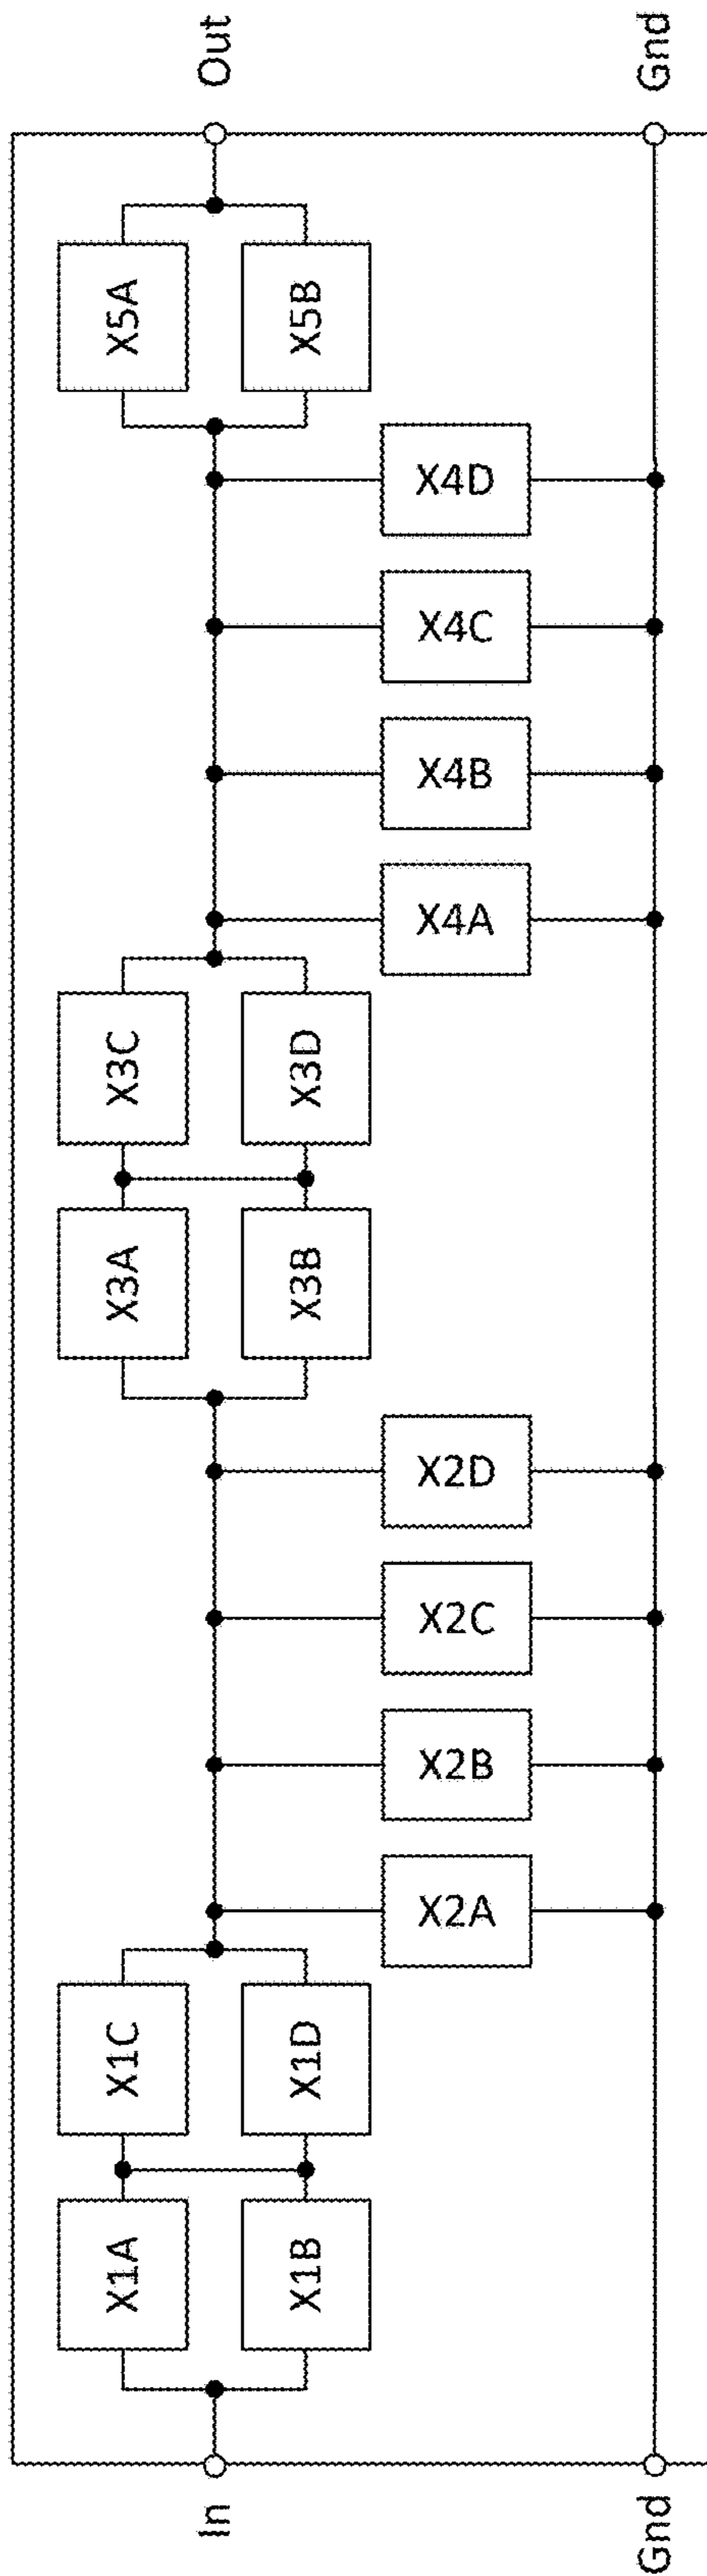 Out
Gnd
X5A
X5B
X4D
X4C
X4B
X4A
X3C
X3D
X3A
X3B
X2D
X2C
X2B
X2A
X1C
X1D
X1A
X1B
In
Gnd